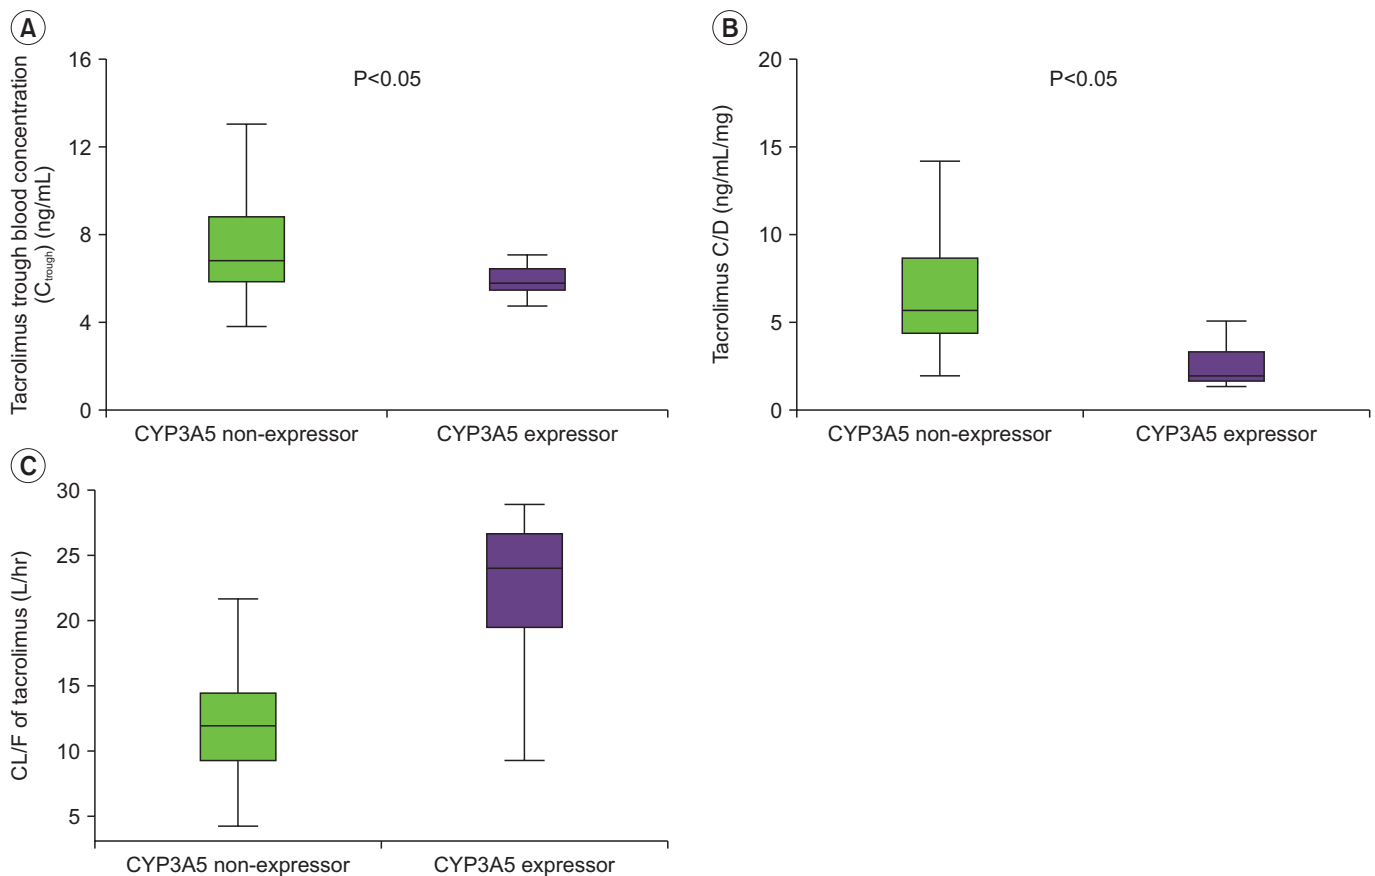 A
Tacrolimus trough blood concentration
(Ctrough) (ng/mL)
16
12
8
4
0
P<0.05
CYP3A5 non-expressor
CYP3A5 expressor
B
Tacrolimus C/D (ng/mL/mg)
20
15
10
5
0
P<0.05
CYP3A5 non-expressor
CYP3A5 expressor
C
CL/F of tacrolimus (L/hr)
30
25
20
15
10
5
CYP3A5 non-expressor
CYP3A5 expressor